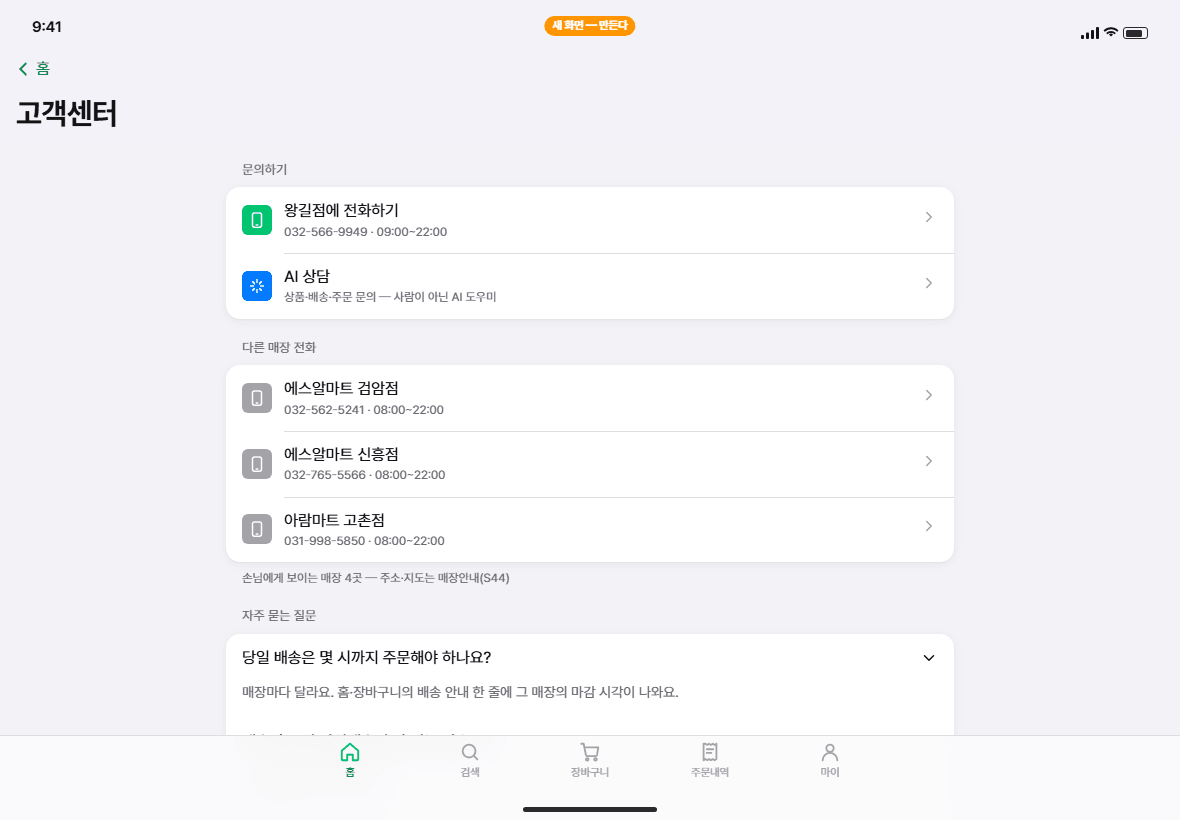 9:41
새 화면 — 만든다
홈
고객센터
문의하기
왕길점에 전화하기
032-566-9949 · 09:00~22:00
AI 상담
상품·배송·주문 문의 — 사람이 아닌 AI 도우미
다른 매장 전화
에스알마트 검암점
032-562-5241 · 08:00~22:00
에스알마트 신흥점
032-765-5566 · 08:00~22:00
아람마트 고촌점
031-998-5850 · 08:00~22:00
손님에게 보이는 매장 4곳 — 주소·지도는 매장안내(S44)
자주 묻는 질문
당일 배송은 몇 시까지 주문해야 하나요?
매장마다 달라요. 홈·장바구니의 배송 안내 한 줄에 그 매장의 마감 시각이 나와요.
홈
검색
장바구니
주문내역
마이